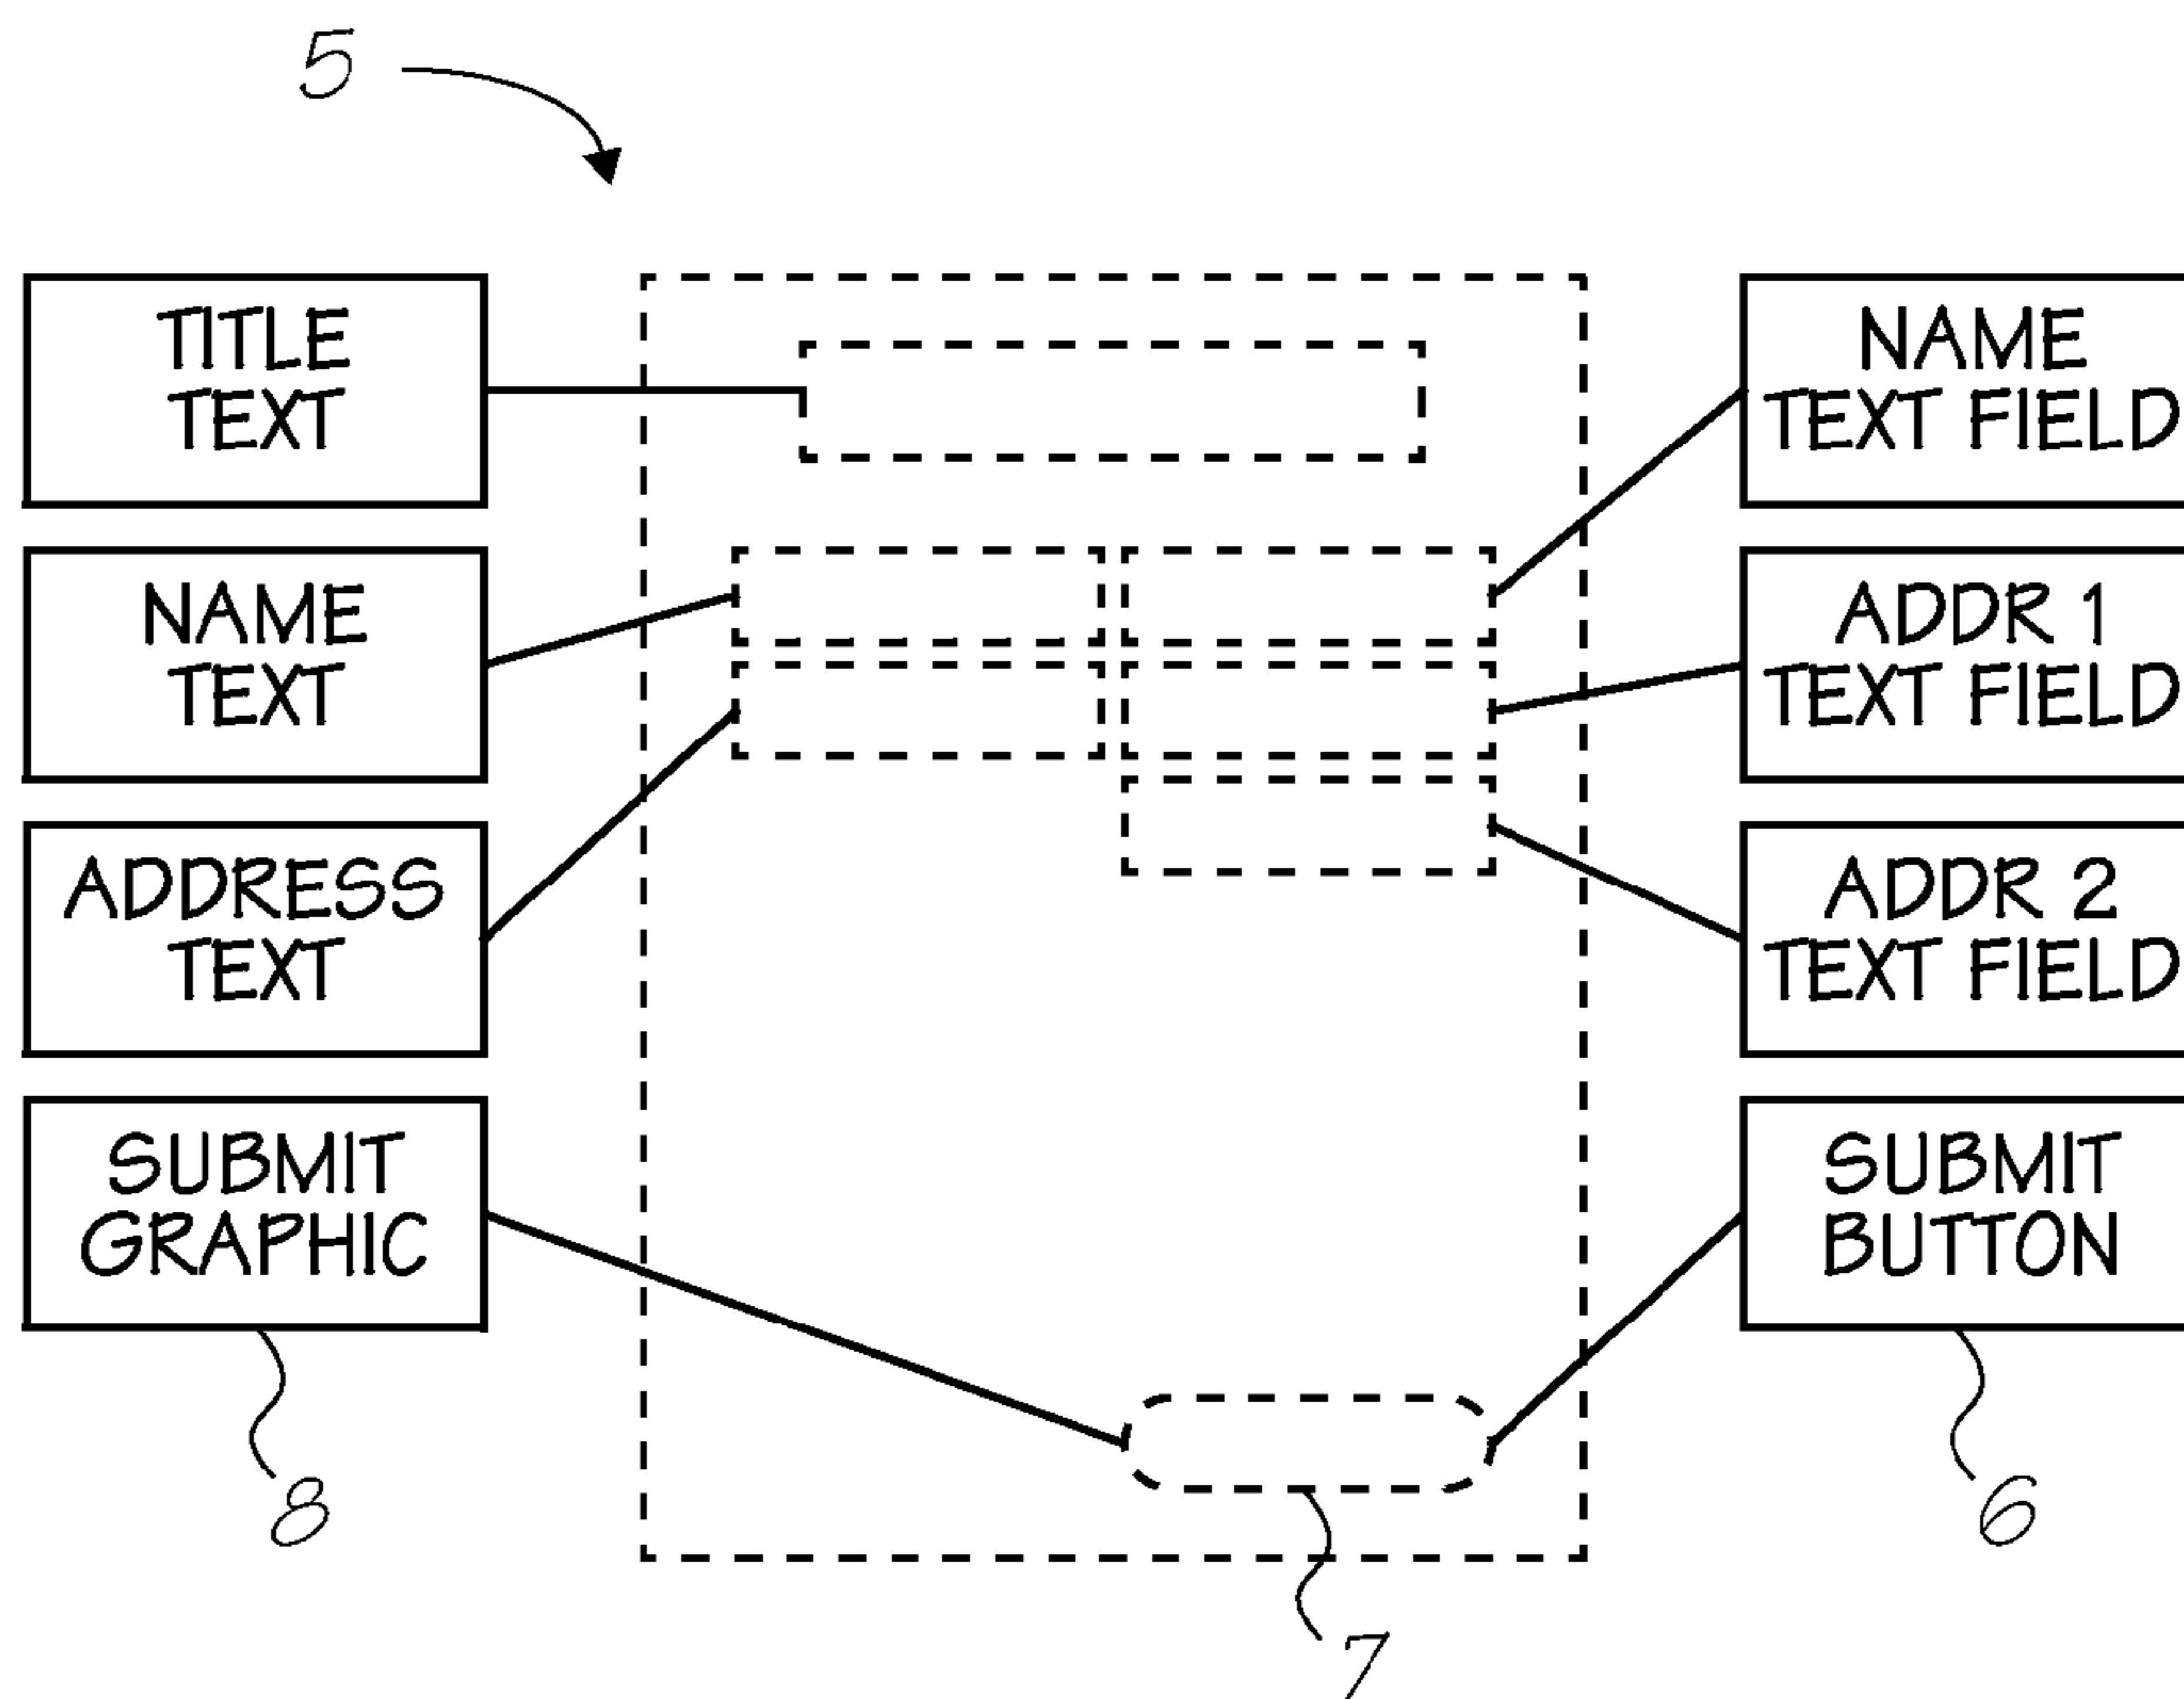 5
TITLE
TEXT
NAME
TEXT
ADDRESS
TEXT
SUBMIT
GRAPHIC
8
NAME
TEXT FIELD
ADDR 1
TEXT FIELD
ADDR 2
TEXT FIELD
SUBMIT
BUTTON
6
7